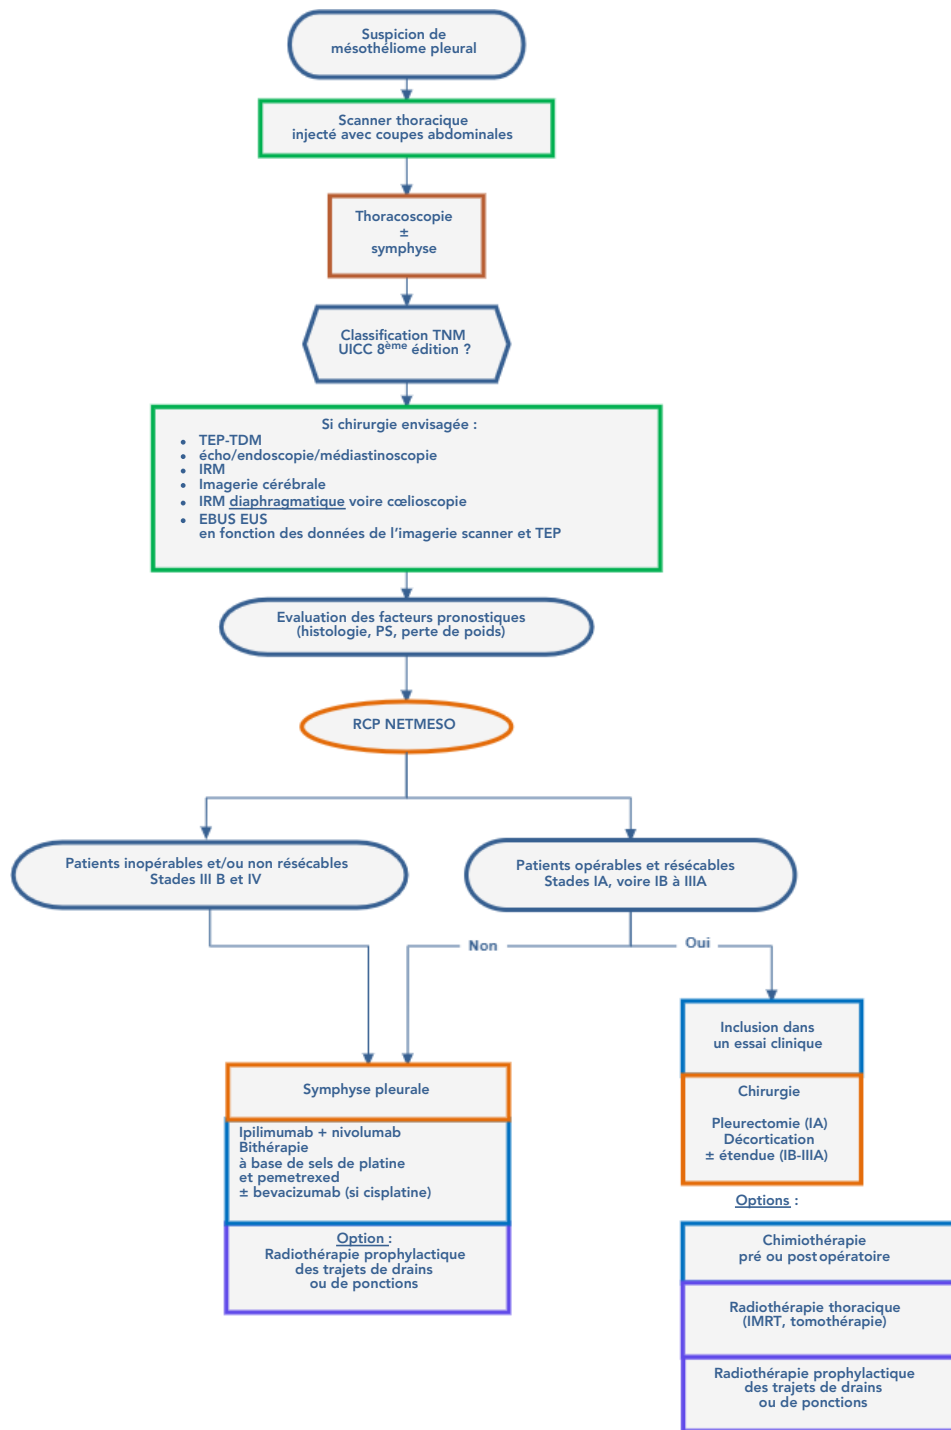 Suspicion de
mésothéliome pleural
Scanner thoracique
injecté avec coupes abdominales
Thoracoscopie
±
symphyse
Classification TNM
UICC 8ème édition ?
Si chirurgie envisagée :
• TEP-TDM
• écho/endoscopie/médiastinoscopie
• IRM
• Imagerie cérébrale
• IRM diaphragmatique voire cœlioscopie
• EBUS EUS
en fonction des données de l'imagerie scanner et TEP
Evaluation des facteurs pronostiques
(histologie, PS, perte de poids)
RCP NETMESO
Patients inopérables et/ou non résécables
Stades III B et IV
Patients opérables et résécables
Stades IA, voire IB à IIIA
Non
Oui
Inclusion dans
un essai clinique
Chirurgie
Pleurectomie (IA)
Décortication
± étendue (IB-IIIA)
Symphyse pleurale
Ipilimumab + nivolumab
Bithérapie
à base de sels de platine
et pemetrexed
± bevacizumab (si cisplatine)
Option :
Radiothérapie prophylactique
des trajets de drains
ou de ponctions
Options :
Chimiothérapie
pré ou post opératoire
Radiothérapie thoracique
(IMRT, tomothérapie)
Radiothérapie prophylactique
des trajets de drains
ou de ponctions